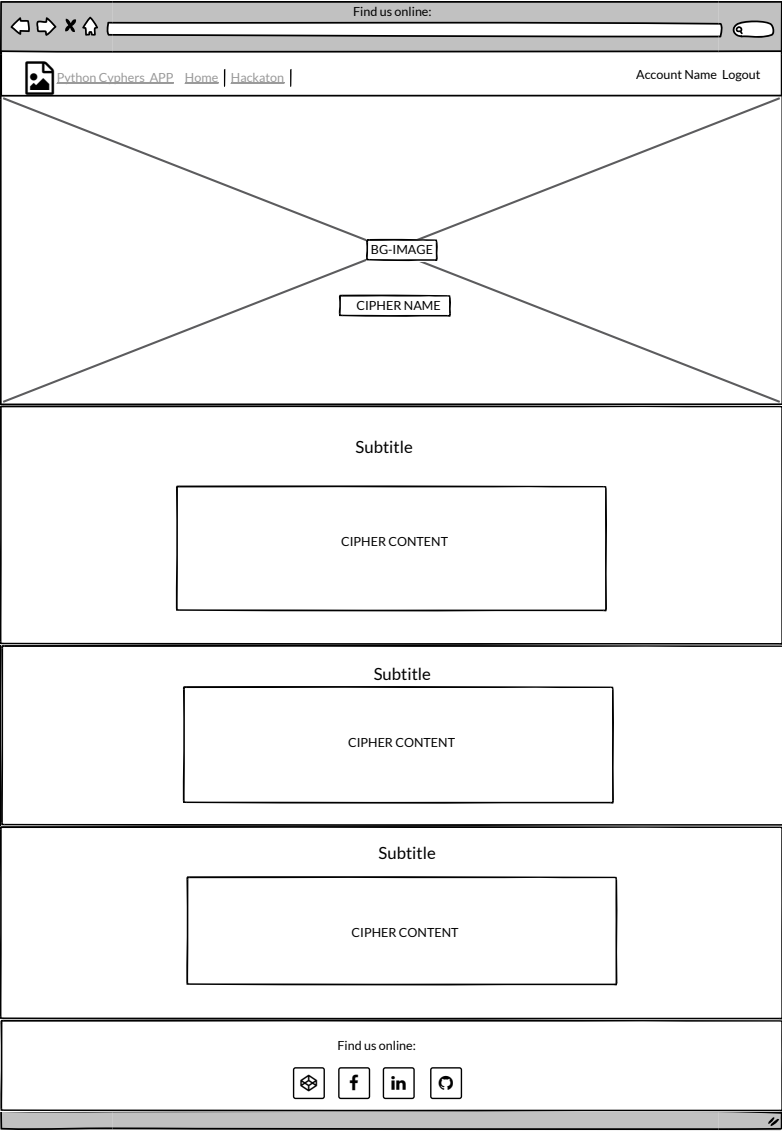 Find us online:
Python Cyphers APP Home Hackaton Account Name Logout
BG-IMAGE
CIPHER NAME
Subtitle
CIPHER CONTENT
Subtitle
CIPHER CONTENT
Subtitle
CIPHER CONTENT
Find us online: